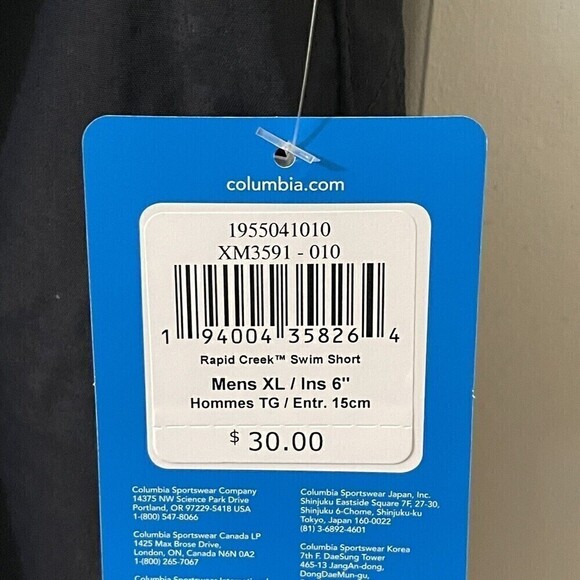 columbia.com
1955041010
XM3591 - 010
1 94004 35826 4
Rapid Creek™ Swim Short
Mens XL / Ins 6"
Hommes TG / Entr. 15cm
$ 30.00
Columbia Sportswear Company
14375 NW Science Park Drive
Portland, OR 97229-5418 USA
1-(800) 547-8066
Columbia Sportswear Canada LP
1425 Max Brose Drive,
London, ON, Canada N6N 0A2
1-(800) 265-7067
Columbia Sportswear International
Columbia Sportswear Japan, Inc.
Shinjuku Eastside Square 7F, 27-30,
Shinjuku 6-Chome, Shinjuku-ku
Tokyo, Japan 160-0022
(81) 3-6892-4601
Columbia Sportswear Korea
7th F. DaeSung Tower
465-13 JangAn-dong,
DongDaeMun-gu,